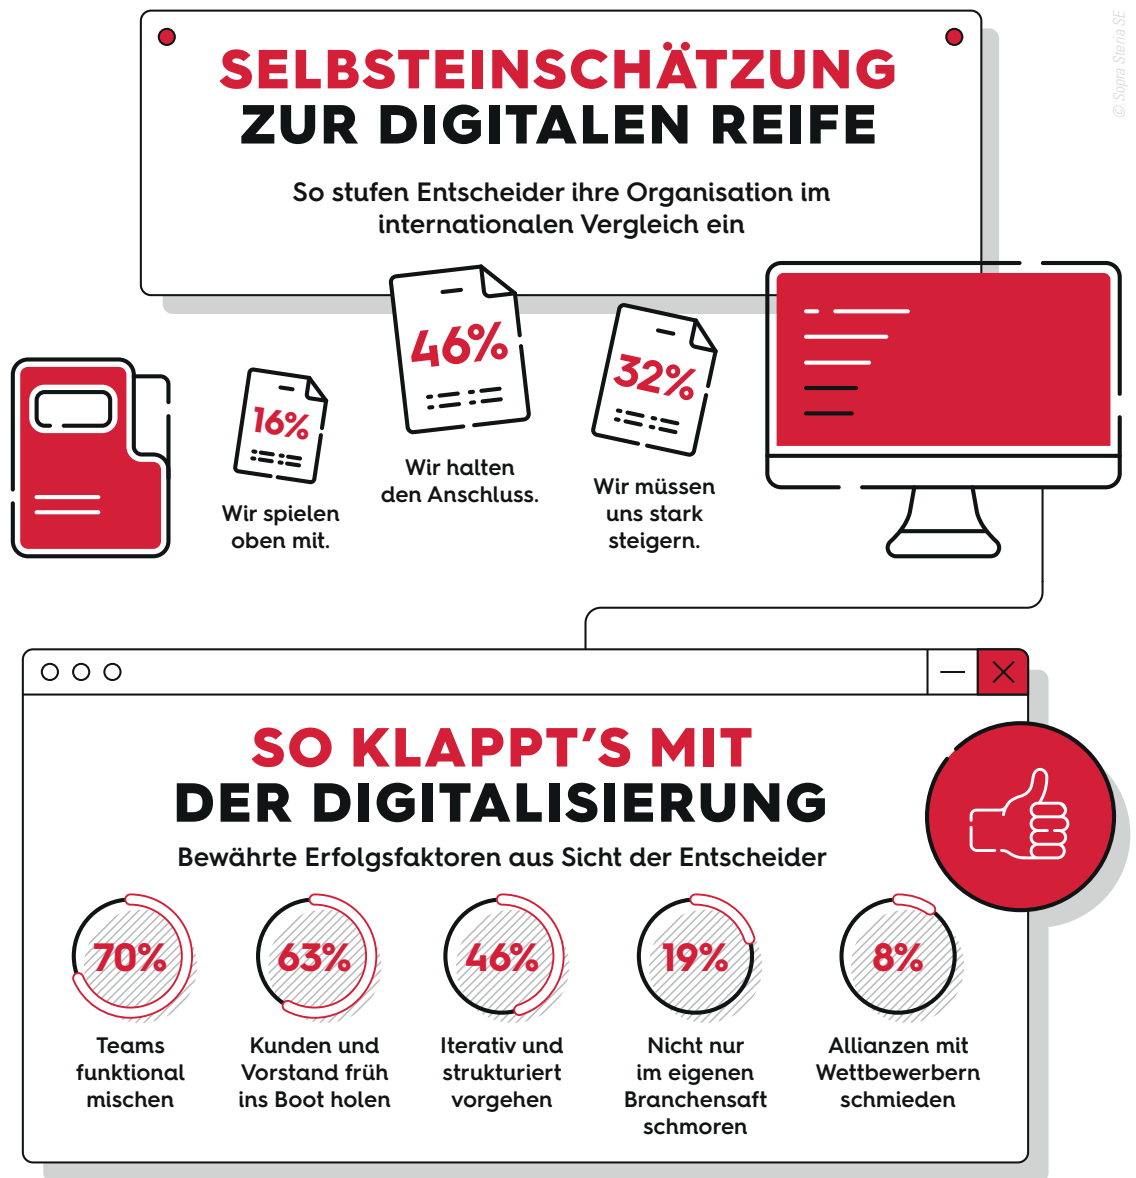 © Sopra Steria SE
SELBSTEINSCHÄTZUNG
ZUR DIGITALEN REIFE
So stufen Entscheider ihre Organisation im
internationalen Vergleich ein
16%
Wir spielen
oben mit.
46%
Wir halten
den Anschluss.
32%
Wir müssen
uns stark
steigern.
SO KLAPPT’S MIT
DER DIGITALISIERUNG
Bewährte Erfolgsfaktoren aus Sicht der Entscheider
70%
Teams
funktional
mischen
63%
Kunden und
Vorstand früh
ins Boot holen
46%
Iterativ und
strukturiert
vorgehen
19%
Nicht nur
im eigenen
Branchensaft
schmoren
8%
Allianzen mit
Wettbewerbern
schmieden